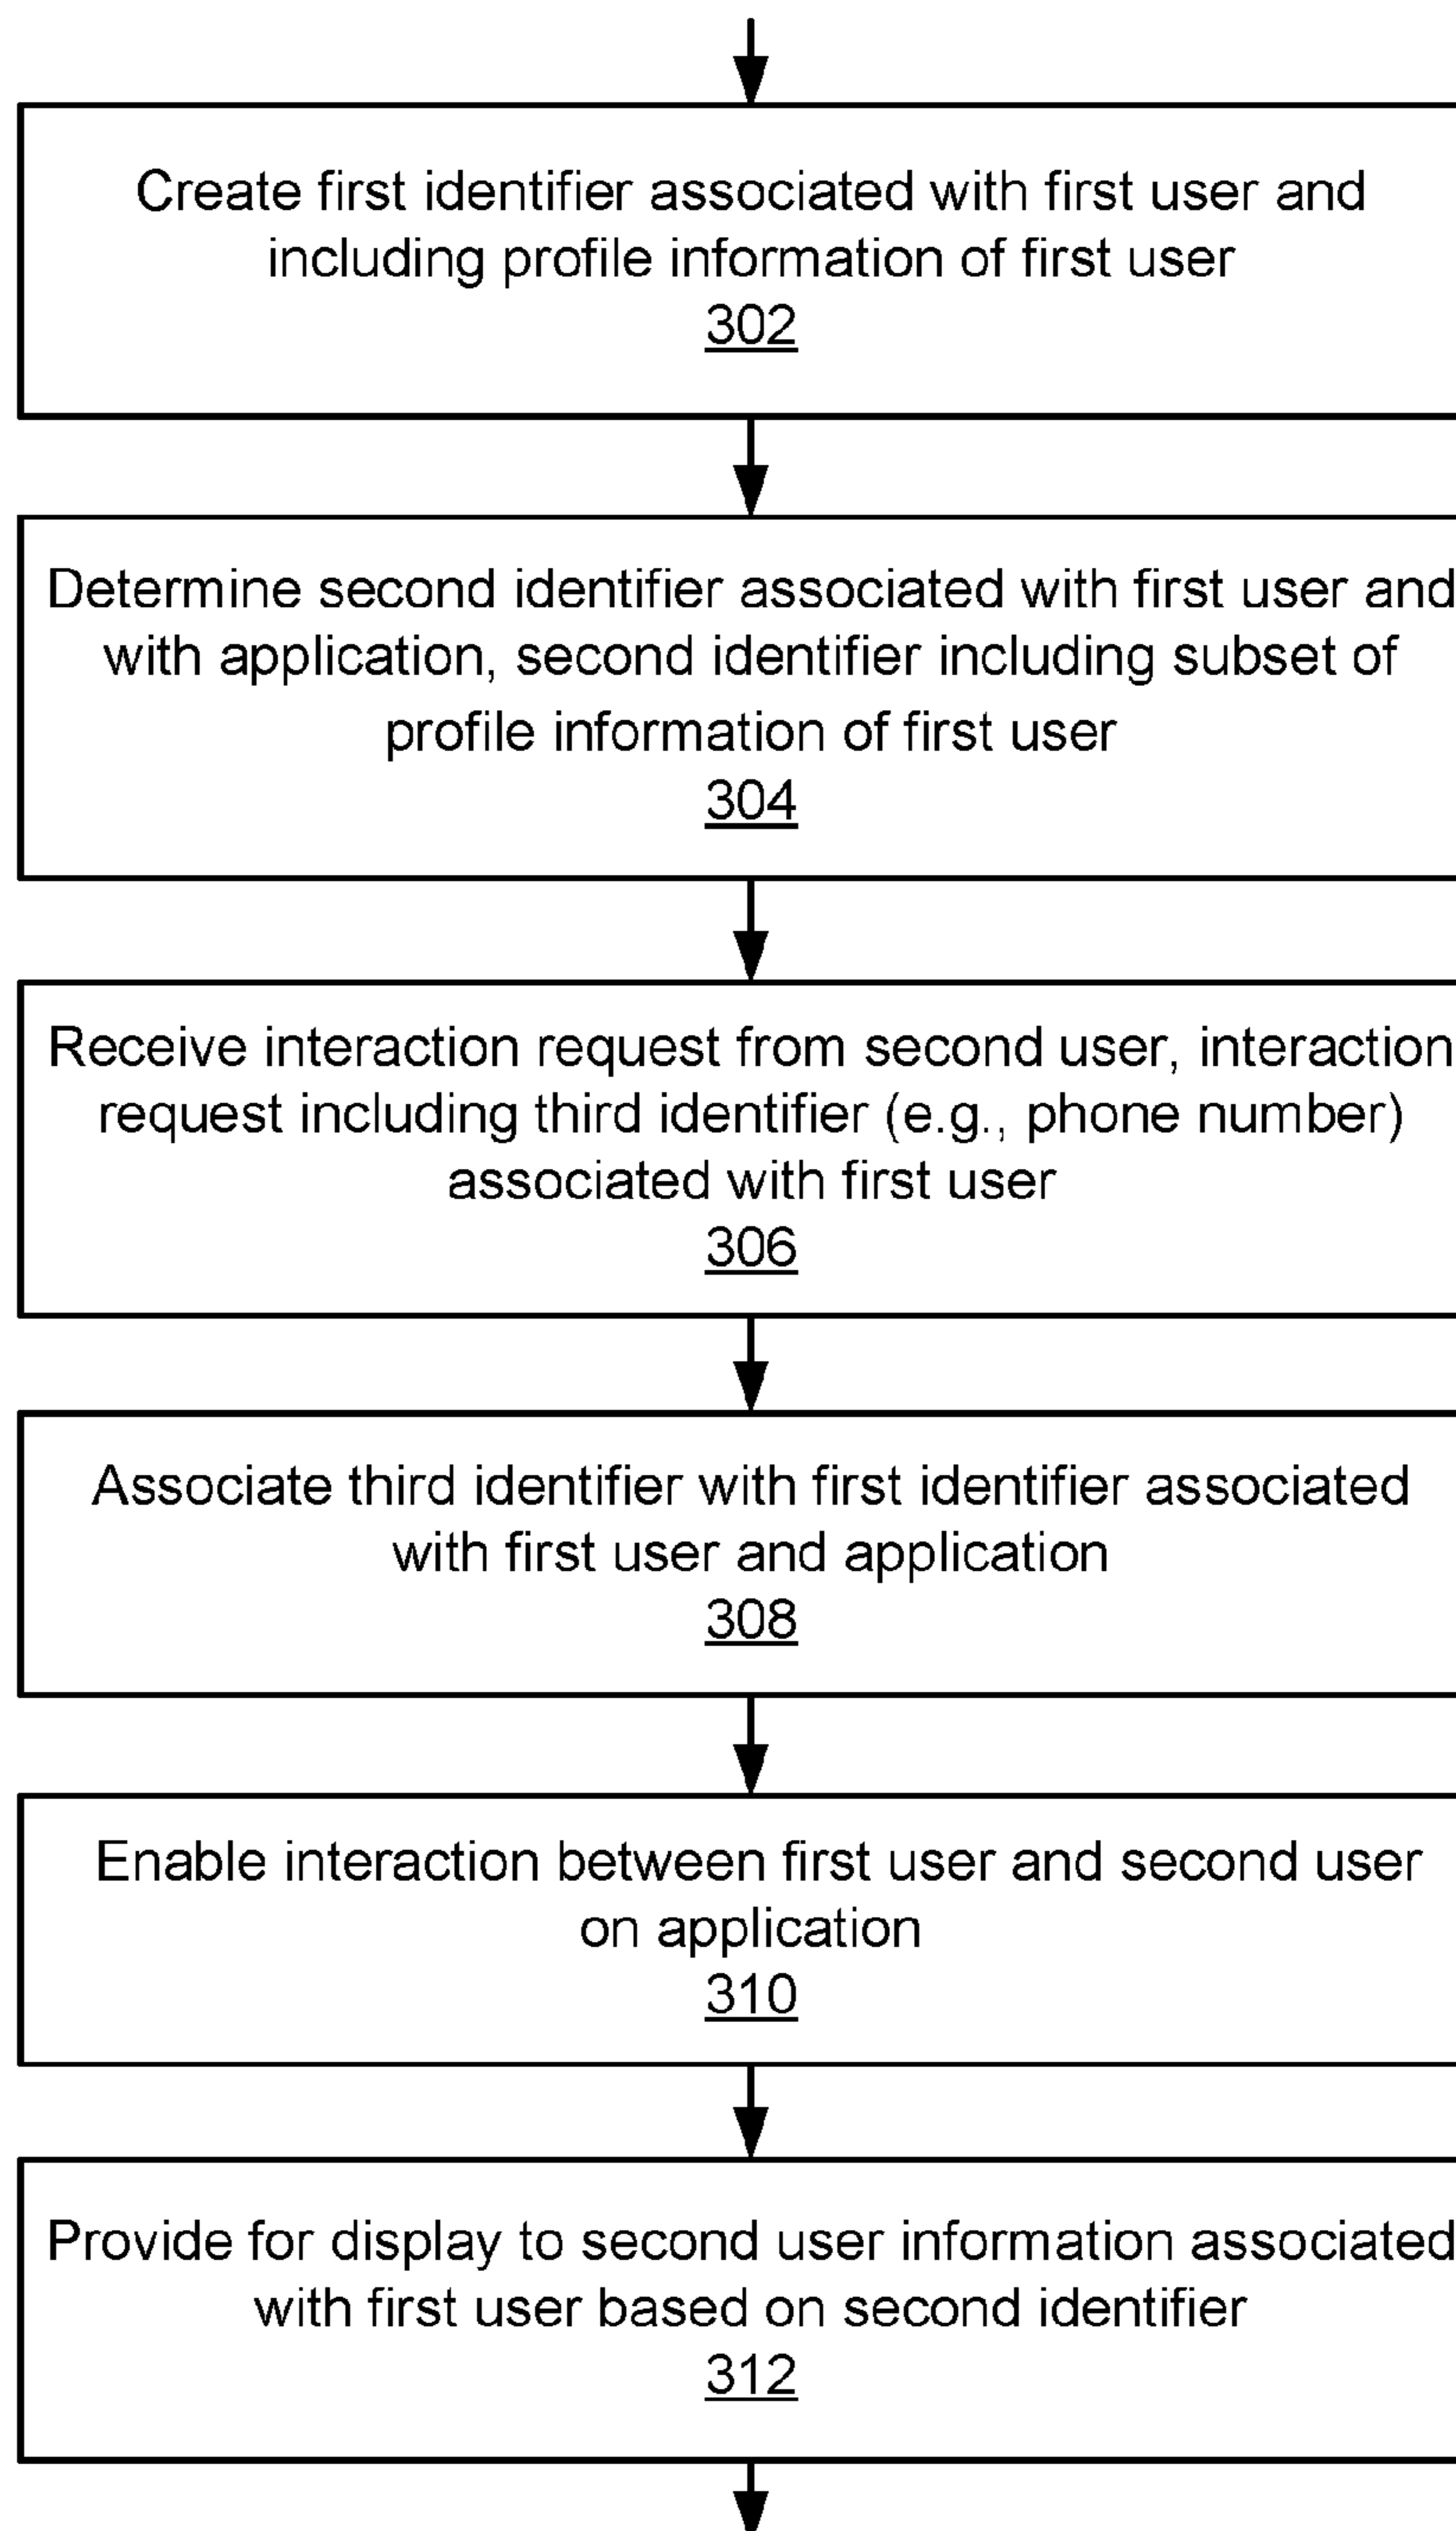 Create first identifier associated with first user and
including profile information of first user
302
Determine second identifier associated with first user and
with application, second identifier including subset of
profile information of first user
304
Receive interaction request from second user, interaction
request including third identifier (e.g., phone number)
associated with first user
306
Associate third identifier with first identifier associated
with first user and application
308
Enable interaction between first user and second user
on application
310
Provide for display to second user information associated
with first user based on second identifier
312